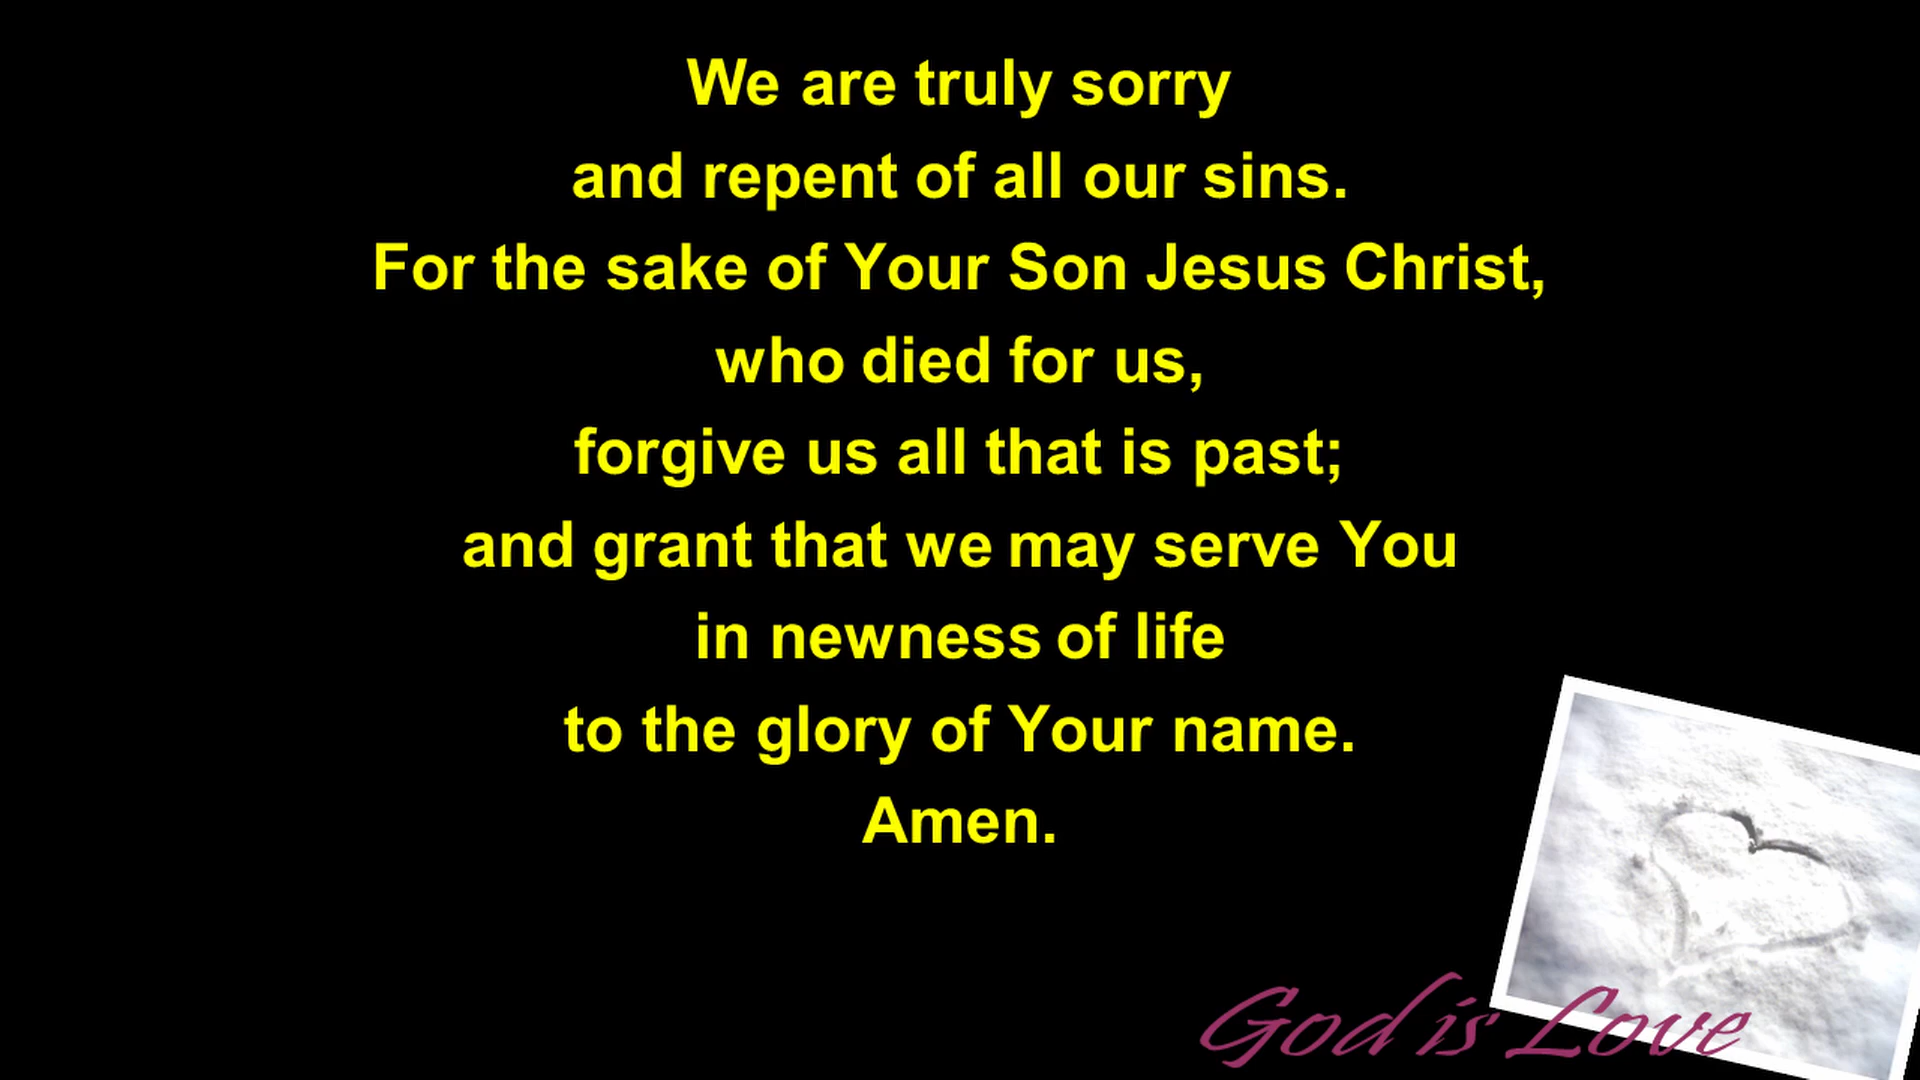 We are truly sorry
and repent of all our sins.
For the sake of Your Son Jesus Christ,
who died for us,
forgive us all that is past;
and grant that we may serve You
in newness of life
to the glory of Your name.
Amen.
God is Love